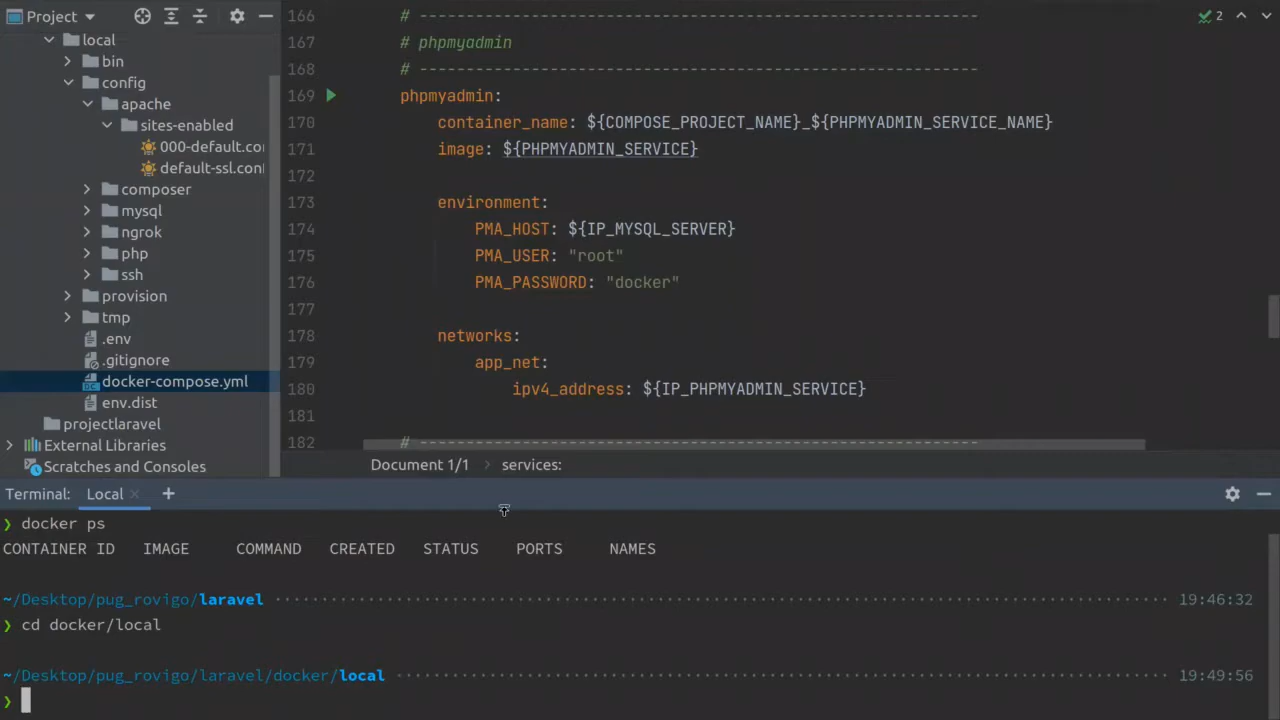 Project
local
bin
config
apache
sites-enabled
000-default.co
default-ssl.con
composer
mysql
ngrok
php
ssh
provision
tmp
.env
.gitignore
docker-compose.yml
env.dist
projectlaravel
External Libraries
Scratches and Consoles
2
166 # ------------------------------------------------------------
167 # phpmyadmin
168 # ------------------------------------------------------------
169 phpmyadmin:
170 container_name: ${COMPOSE_PROJECT_NAME}_${PHPMYADMIN_SERVICE_NAME}
171 image: ${PHPMYADMIN_SERVICE}
172
173 environment:
174 PMA_HOST: ${IP_MYSQL_SERVER}
175 PMA_USER: "root"
176 PMA_PASSWORD: "docker"
177
178 networks:
179 app_net:
180 ipv4_address: ${IP_PHPMYADMIN_SERVICE}
181
182 # ------------------------------------------------------------
Document 1/1 › services:
Terminal: Local × +
❯ docker ps
CONTAINER ID IMAGE COMMAND CREATED STATUS PORTS NAMES
~/Desktop/pug_rovigo/laravel 19:46:32
❯ cd docker/local
~/Desktop/pug_rovigo/laravel/docker/local 19:49:56
❯